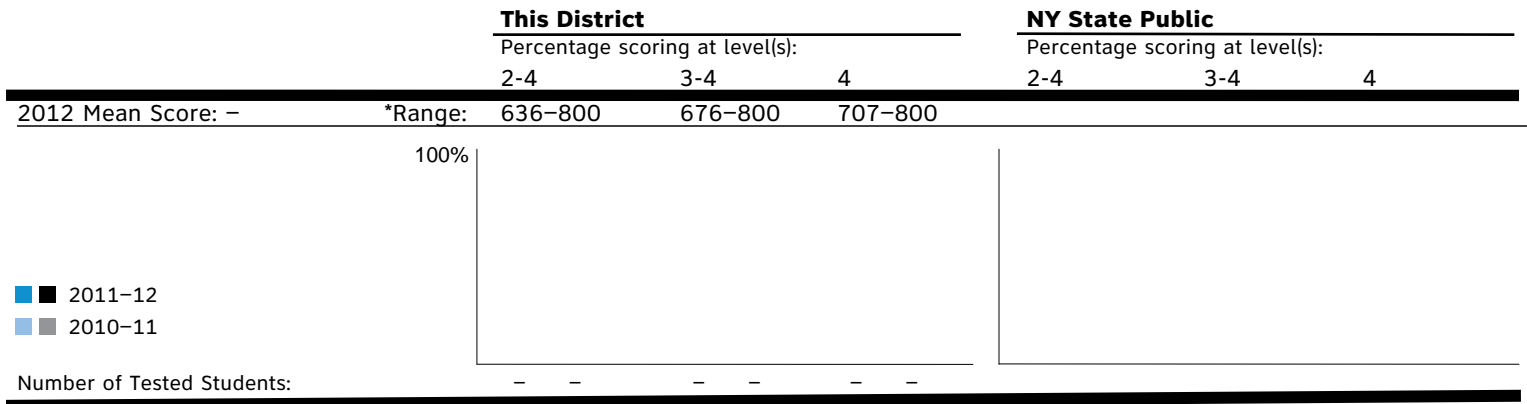 This District NY State Public
Percentage scoring at level(s): Percentage scoring at level(s):
2-4 3-4 4 2-4 3-4 4
2012 Mean Score: – *Range: 636–800 676–800 707–800
100%
2011–12
2010–11
Number of Tested Students: – – – – – –